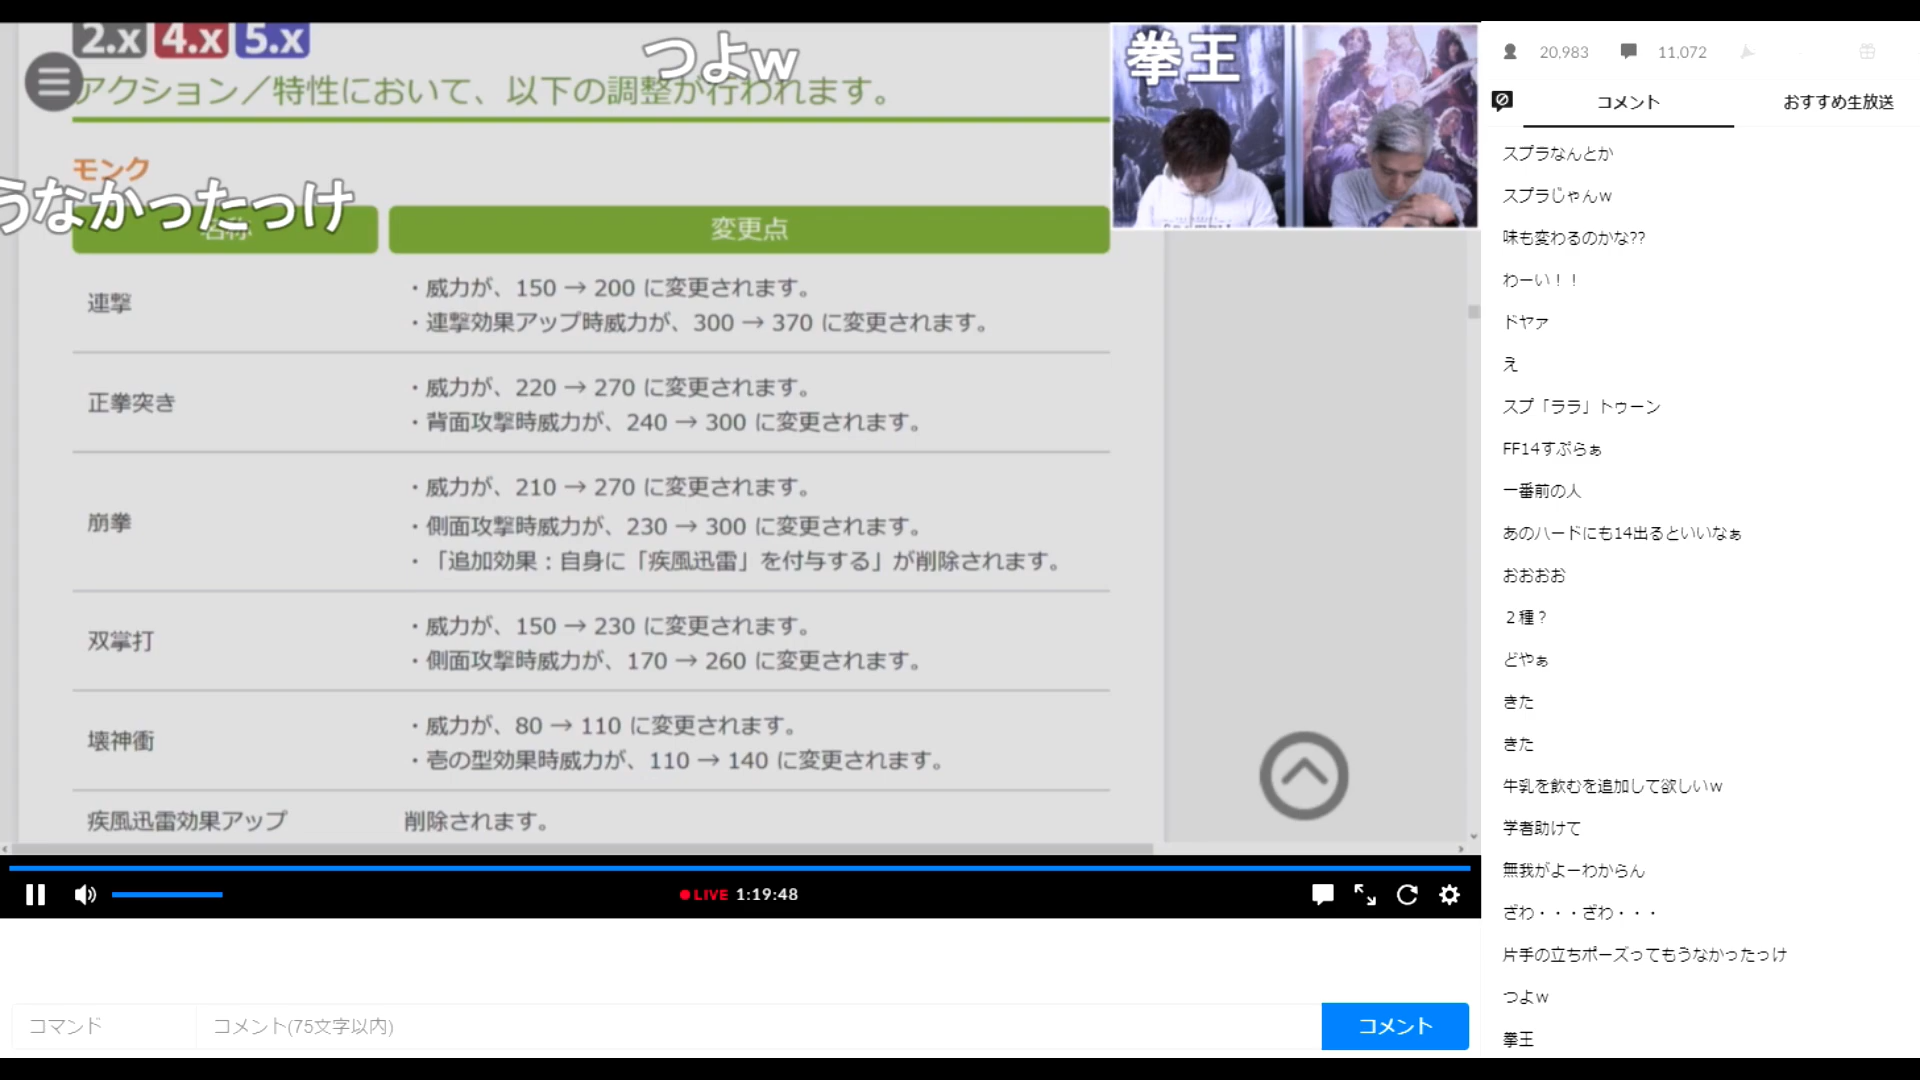 2.x 4.x 5.x
つよw
アクション／特性において、以下の調整が行われます。
拳王
モンク
うなかったっけ
名称
変更点
連撃
・威力が、150 → 200 に変更されます。
・連撃効果アップ時威力が、300 → 370 に変更されます。
正拳突き
・威力が、220 → 270 に変更されます。
・背面攻撃時威力が、240 → 300 に変更されます。
崩拳
・威力が、210 → 270 に変更されます。
・側面攻撃時威力が、230 → 300 に変更されます。
・「追加効果：自身に「疾風迅雷」を付与する」が削除されます。
双掌打
・威力が、150 → 230 に変更されます。
・側面攻撃時威力が、170 → 260 に変更されます。
壊神衝
・威力が、80 → 110 に変更されます。
・壱の型効果時威力が、110 → 140 に変更されます。
疾風迅雷効果アップ
削除されます。
LIVE 1:19:48
コマンド
コメント(75文字以内)
コメント
20,983
11,072
コメント
おすすめ生放送
スプラなんとか
スプラじゃんｗ
味も変わるのかな??
わーい！！
ドヤァ
え
スプ「ララ」トゥーン
FF14すぷらぁ
一番前の人
あのハードにも14出るといいなぁ
おおおお
２種？
どやぁ
きた
きた
牛乳を飲むを追加して欲しいｗ
学者助けて
無我がよーわからん
ざわ・・・ざわ・・・
片手の立ちポーズってもうなかったっけ
つよw
拳王